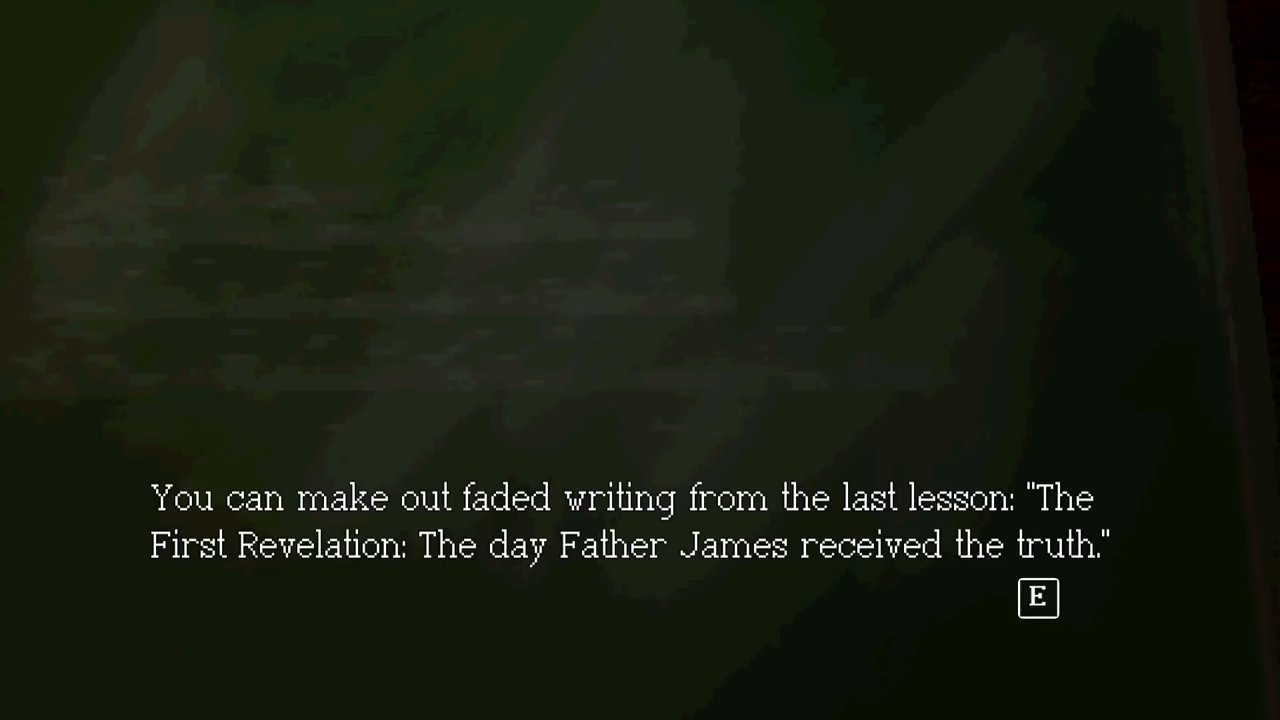 You can make out faded writing from the last lesson: "The
First Revelation: The day Father James received the truth."
E